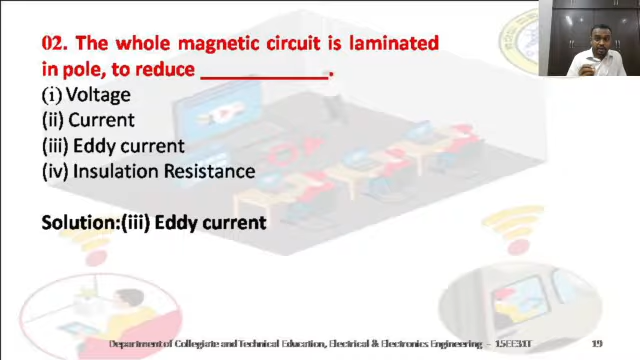 02. The whole magnetic circuit is laminated
in pole, to reduce ____________.
(i) Voltage
(ii) Current
(iii) Eddy current
(iv) Insulation Resistance
Solution:(iii) Eddy current
Department of Collegiate and Technical Education, Electrical & Electronics Engineering – 15EE31T 19